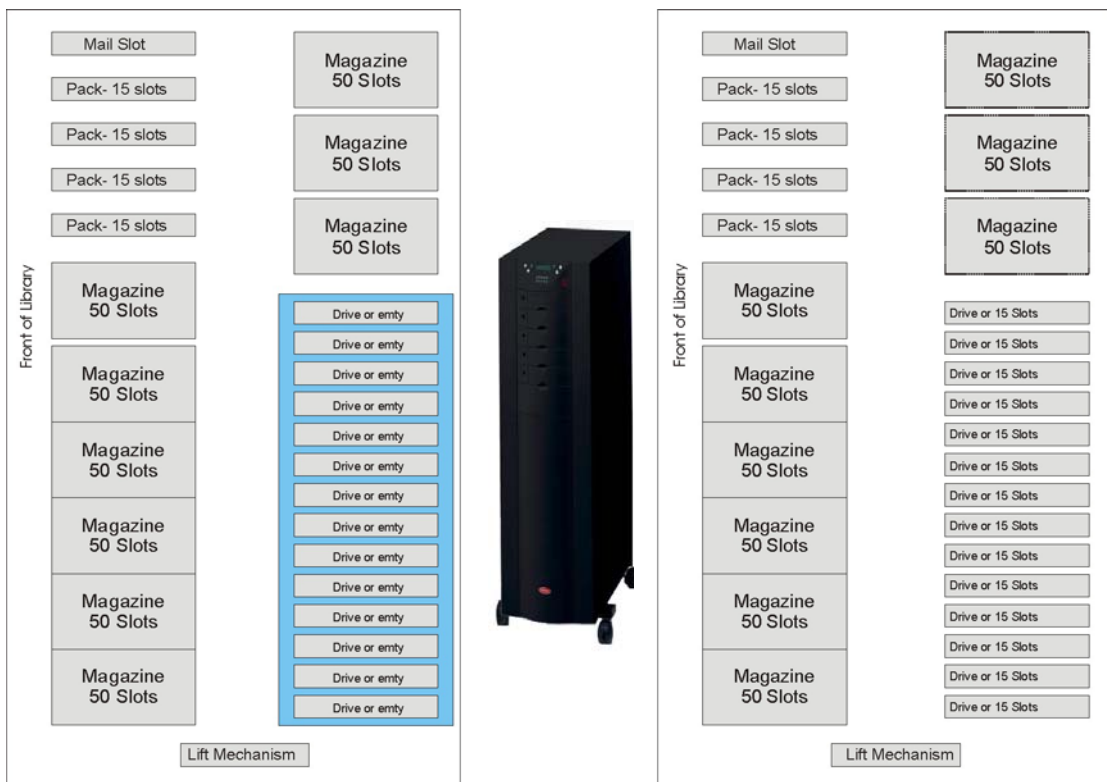 Mail Slot
Pack- 15 slots
Pack- 15 slots
Pack- 15 slots
Pack- 15 slots
Magazine
50 Slots
Magazine
50 Slots
Magazine
50 Slots
Magazine
50 Slots
Magazine
50 Slots
Magazine
50 Slots
Front of Library
Magazine
50 Slots
Magazine
50 Slots
Magazine
50 Slots
Drive or emty
Drive or emty
Drive or emty
Drive or emty
Drive or emty
Drive or emty
Drive or emty
Drive or emty
Drive or emty
Drive or emty
Drive or emty
Drive or emty
Drive or emty
Drive or emty
Lift Mechanism
Mail Slot
Pack- 15 slots
Pack- 15 slots
Pack- 15 slots
Pack- 15 slots
Magazine
50 Slots
Magazine
50 Slots
Magazine
50 Slots
Magazine
50 Slots
Magazine
50 Slots
Magazine
50 Slots
Front of Library
Magazine
50 Slots
Magazine
50 Slots
Magazine
50 Slots
Drive or 15 Slots
Drive or 15 Slots
Drive or 15 Slots
Drive or 15 Slots
Drive or 15 Slots
Drive or 15 Slots
Drive or 15 Slots
Drive or 15 Slots
Drive or 15 Slots
Drive or 15 Slots
Drive or 15 Slots
Drive or 15 Slots
Drive or 15 Slots
Drive or 15 Slots
Lift Mechanism